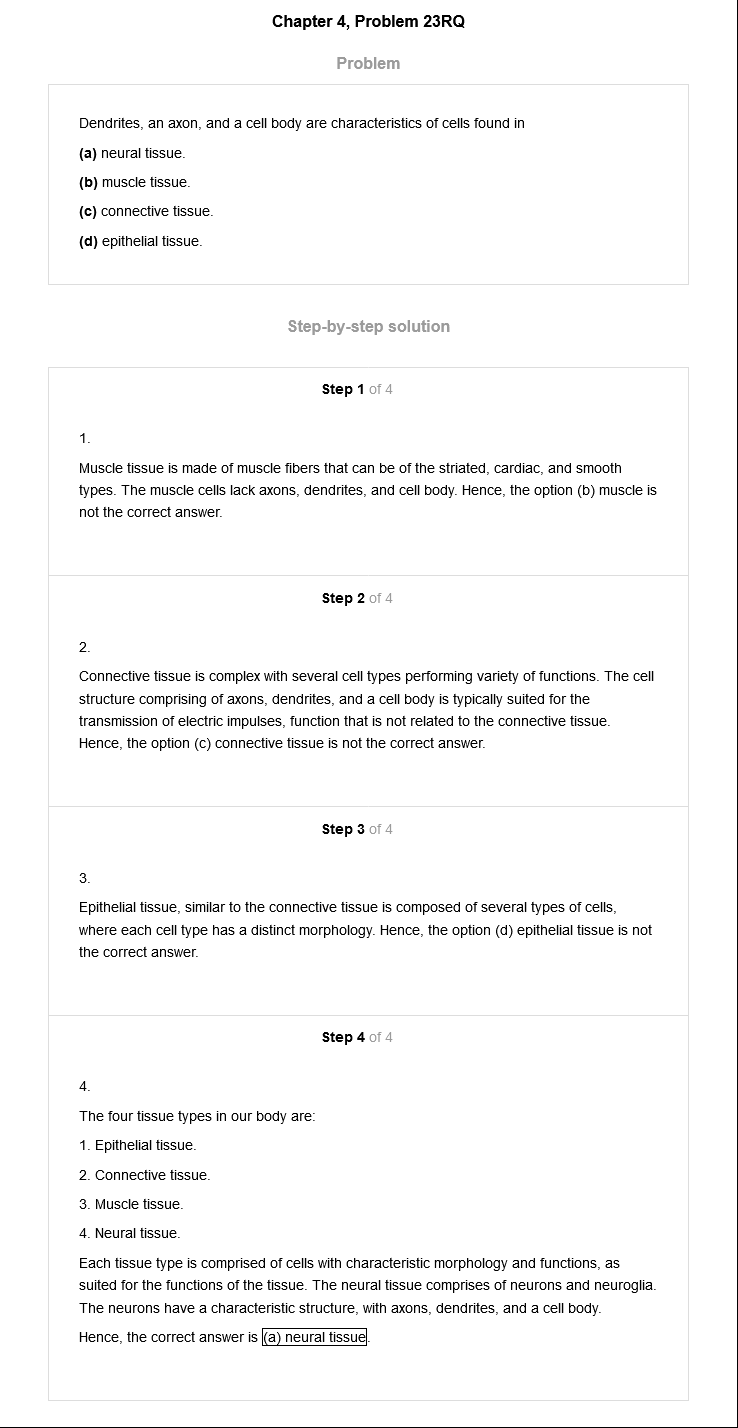 Chapter 4, Problem 23RQ
Problem
Dendrites, an axon, and a cell body are characteristics of cells found in
(a) neural tissue.
(b) muscle tissue.
(c) connective tissue.
(d) epithelial tissue.
Step-by-step solution
Step 1 of 4
1.
Muscle tissue is made of muscle fibers that can be of the striated, cardiac, and smooth
types. The muscle cells lack axons, dendrites, and cell body. Hence, the option (b) muscle is
not the correct answer.
Step 2 of 4
2.
Connective tissue is complex with several cell types performing variety of functions. The cell
structure comprising of axons, dendrites, and a cell body is typically suited for the
transmission of electric impulses, function that is not related to the connective tissue.
Hence, the option (c) connective tissue is not the correct answer.
Step 3 of 4
3.
Epithelial tissue, similar to the connective tissue is composed of several types of cells,
where each cell type has a distinct morphology. Hence, the option (d) epithelial tissue is not
the correct answer.
Step 4 of 4
4.
The four tissue types in our body are:
1. Epithelial tissue.
2. Connective tissue.
3. Muscle tissue.
4. Neural tissue.
Each tissue type is comprised of cells with characteristic morphology and functions, as
suited for the functions of the tissue. The neural tissue comprises of neurons and neuroglia.
The neurons have a characteristic structure, with axons, dendrites, and a cell body.
Hence, the correct answer is (a) neural tissue.